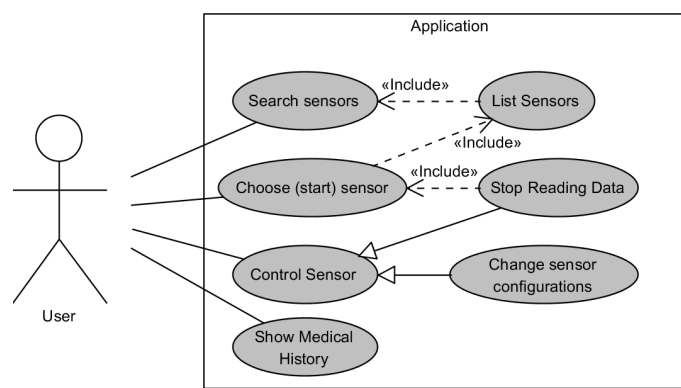 Application
«Include»
Search sensors
List Sensors
«Include»
«Include»
Choose (start) sensor
Stop Reading Data
Control Sensor
Change sensor
configurations
User
Show Medical
History